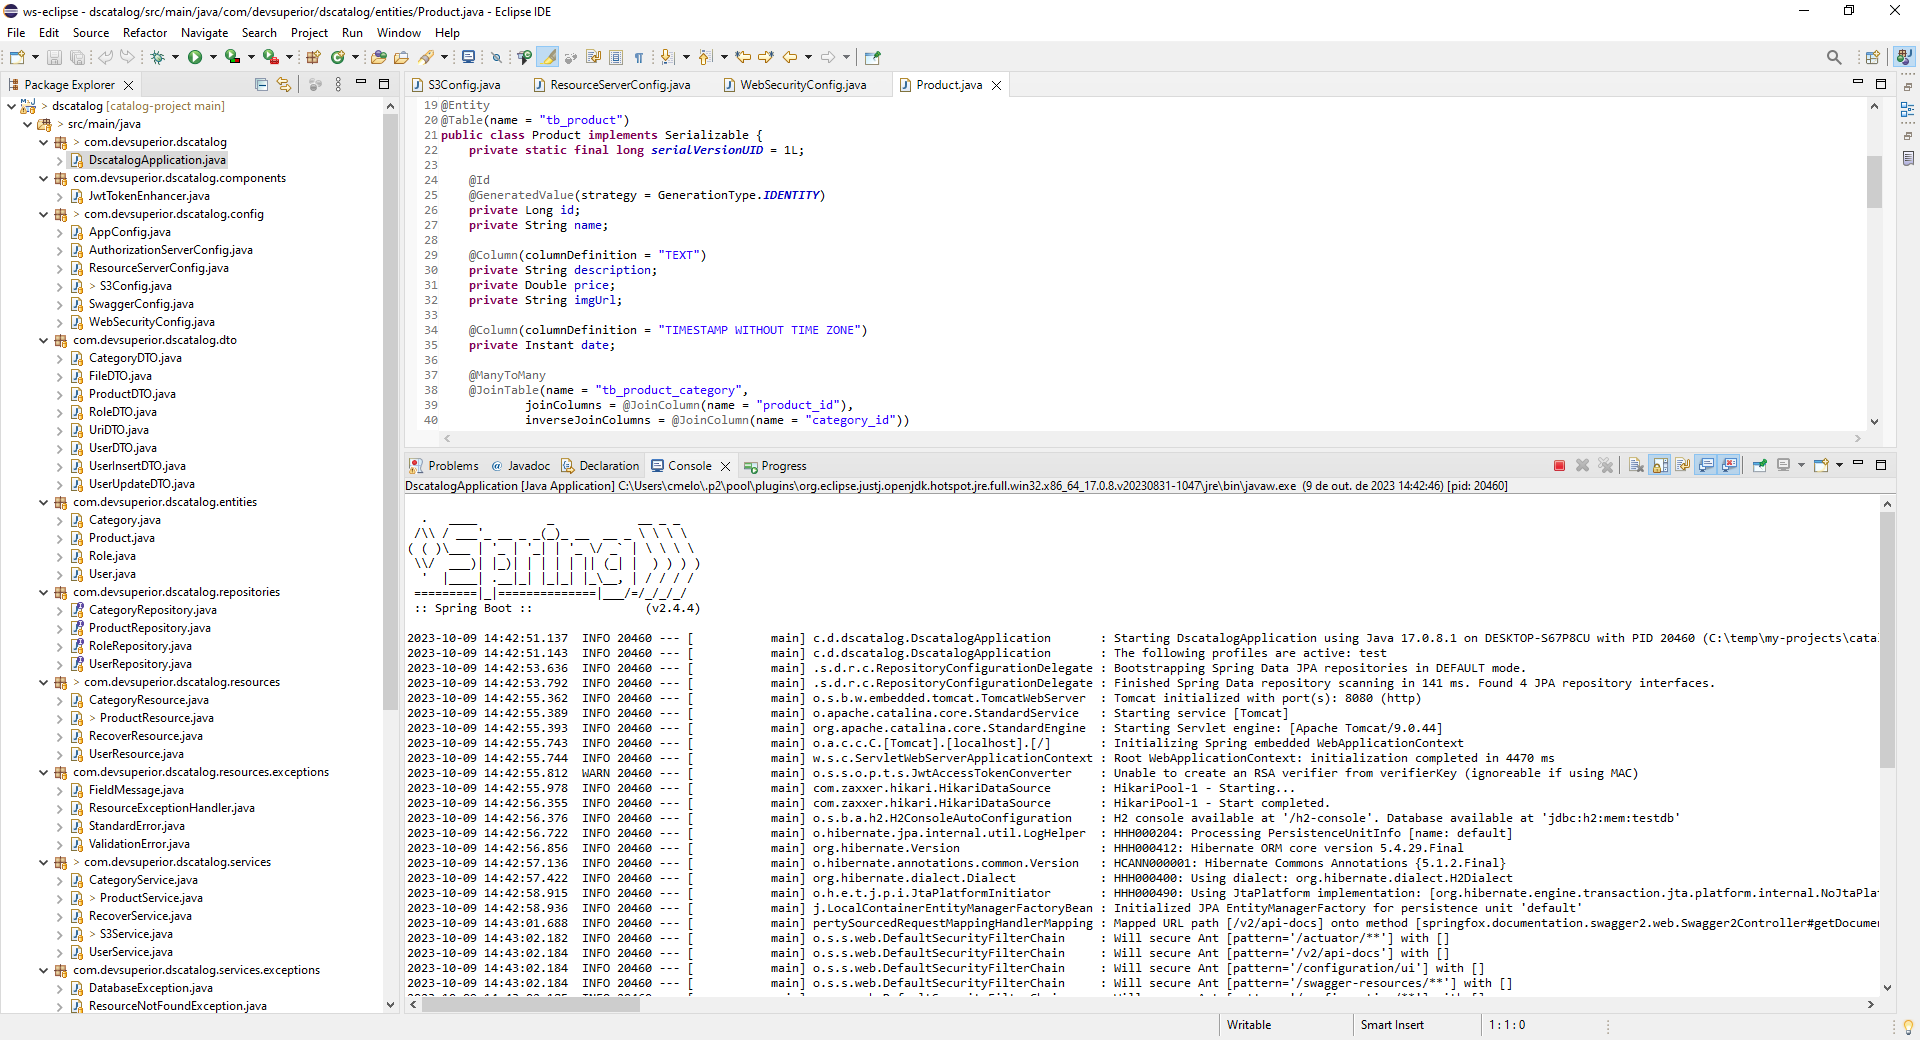 ws-eclipse - dscatalog/src/main/java/com/devsuperior/dscatalog/entities/Product.java - Eclipse IDE
File Edit Source Refactor Navigate Search Project Run Window Help
Package Explorer
dscatalog [catalog-project main]
src/main/java
com.devsuperior.dscatalog
DscatalogApplication.java
com.devsuperior.dscatalog.components
JwtTokenEnhancer.java
com.devsuperior.dscatalog.config
AppConfig.java
AuthorizationServerConfig.java
ResourceServerConfig.java
S3Config.java
SwaggerConfig.java
WebSecurityConfig.java
com.devsuperior.dscatalog.dto
CategoryDTO.java
FileDTO.java
ProductDTO.java
RoleDTO.java
UriDTO.java
UserDTO.java
UserInsertDTO.java
UserUpdateDTO.java
com.devsuperior.dscatalog.entities
Category.java
Product.java
Role.java
User.java
com.devsuperior.dscatalog.repositories
CategoryRepository.java
ProductRepository.java
RoleRepository.java
UserRepository.java
com.devsuperior.dscatalog.resources
CategoryResource.java
ProductResource.java
RecoverResource.java
UserResource.java
com.devsuperior.dscatalog.resources.exceptions
FieldMessage.java
ResourceExceptionHandler.java
StandardError.java
ValidationError.java
com.devsuperior.dscatalog.services
CategoryService.java
ProductService.java
RecoverService.java
S3Service.java
UserService.java
com.devsuperior.dscatalog.services.exceptions
DatabaseException.java
ResourceNotFoundException.java
S3Config.java ResourceServerConfig.java WebSecurityConfig.java Product.java
19 @Entity
20 @Table(name = "tb_product")
21 public class Product implements Serializable {
22 private static final long serialVersionUID = 1L;
23
24 @Id
25 @GeneratedValue(strategy = GenerationType.IDENTITY)
26 private Long id;
27 private String name;
28
29 @Column(columnDefinition = "TEXT")
30 private String description;
31 private Double price;
32 private String imgUrl;
33
34 @Column(columnDefinition = "TIMESTAMP WITHOUT TIME ZONE")
35 private Instant date;
36
37 @ManyToMany
38 @JoinTable(name = "tb_product_category",
39 joinColumns = @JoinColumn(name = "product_id"),
40 inverseJoinColumns = @JoinColumn(name = "category_id"))
Problems @ Javadoc Declaration Console Progress
DscatalogApplication [Java Application] C:\Users\cmelo\.p2\pool\plugins\org.eclipse.justj.openjdk.hotspot.jre.full.win32.x86_64_17.0.8.v20230831-1047\jre\bin\javaw.exe (9 de out. de 2023 14:42:46) [pid: 20460]
Spring
:: Spring Boot :: (v2.4.4)
2023-10-09 14:42:51.137 INFO 20460 --- [ main] c.d.dscatalog.DscatalogApplication : Starting DscatalogApplication using Java 17.0.8.1 on DESKTOP-S67P8CU with PID 20460 (C:\temp\my-projects\cata
2023-10-09 14:42:51.143 INFO 20460 --- [ main] c.d.dscatalog.DscatalogApplication : The following profiles are active: test
2023-10-09 14:42:53.636 INFO 20460 --- [ main] .s.d.r.c.RepositoryConfigurationDelegate : Bootstrapping Spring Data JPA repositories in DEFAULT mode.
2023-10-09 14:42:53.792 INFO 20460 --- [ main] .s.d.r.c.RepositoryConfigurationDelegate : Finished Spring Data repository scanning in 141 ms. Found 4 JPA repository interfaces.
2023-10-09 14:42:55.362 INFO 20460 --- [ main] o.s.b.w.embedded.tomcat.TomcatWebServer : Tomcat initialized with port(s): 8080 (http)
2023-10-09 14:42:55.389 INFO 20460 --- [ main] o.apache.catalina.core.StandardService : Starting service [Tomcat]
2023-10-09 14:42:55.393 INFO 20460 --- [ main] org.apache.catalina.core.StandardEngine : Starting Servlet engine: [Apache Tomcat/9.0.44]
2023-10-09 14:42:55.743 INFO 20460 --- [ main] o.a.c.c.C.[Tomcat].[localhost].[/] : Initializing Spring embedded WebApplicationContext
2023-10-09 14:42:55.744 INFO 20460 --- [ main] w.s.c.ServletWebServerApplicationContext : Root WebApplicationContext: initialization completed in 4470 ms
2023-10-09 14:42:55.812 WARN 20460 --- [ main] o.s.s.o.p.t.s.JwtAccessTokenConverter : Unable to create an RSA verifier from verifierKey (ignoreable if using MAC)
2023-10-09 14:42:55.978 INFO 20460 --- [ main] com.zaxxer.hikari.HikariDataSource : HikariPool-1 - Starting...
2023-10-09 14:42:56.355 INFO 20460 --- [ main] com.zaxxer.hikari.HikariDataSource : HikariPool-1 - Start completed.
2023-10-09 14:42:56.376 INFO 20460 --- [ main] o.s.b.a.h2.H2ConsoleAutoConfiguration : H2 console available at '/h2-console'. Database available at 'jdbc:h2:mem:testdb'
2023-10-09 14:42:56.722 INFO 20460 --- [ main] o.hibernate.jpa.internal.util.LogHelper : HHH000204: Processing PersistenceUnitInfo [name: default]
2023-10-09 14:42:56.856 INFO 20460 --- [ main] org.hibernate.Version : HHH000412: Hibernate ORM core version 5.4.29.Final
2023-10-09 14:42:57.136 INFO 20460 --- [ main] o.hibernate.annotations.common.Version : HCANN000001: Hibernate Commons Annotations {5.1.2.Final}
2023-10-09 14:42:57.422 INFO 20460 --- [ main] org.hibernate.dialect.Dialect : HHH000400: Using dialect: org.hibernate.dialect.H2Dialect
2023-10-09 14:42:58.915 INFO 20460 --- [ main] o.h.e.t.j.p.i.JtaPlatformInitiator : HHH000490: Using JtaPlatform implementation: [org.hibernate.engine.transaction.jta.platform.internal.NoJtaPlat
2023-10-09 14:42:58.936 INFO 20460 --- [ main] j.LocalContainerEntityManagerFactoryBean : Initialized JPA EntityManagerFactory for persistence unit 'default'
2023-10-09 14:43:01.688 INFO 20460 --- [ main] pertySourcedRequestMappingHandlerMapping : Mapped URL path [/v2/api-docs] onto method [springfox.documentation.swagger2.web.Swagger2Controller#getDocumen
2023-10-09 14:43:02.182 INFO 20460 --- [ main] o.s.s.web.DefaultSecurityFilterChain : Will secure Ant [pattern='/actuator/**'] with []
2023-10-09 14:43:02.184 INFO 20460 --- [ main] o.s.s.web.DefaultSecurityFilterChain : Will secure Ant [pattern='/v2/api-docs'] with []
2023-10-09 14:43:02.184 INFO 20460 --- [ main] o.s.s.web.DefaultSecurityFilterChain : Will secure Ant [pattern='/configuration/ui'] with []
2023-10-09 14:43:02.184 INFO 20460 --- [ main] o.s.s.web.DefaultSecurityFilterChain : Will secure Ant [pattern='/swagger-resources/**'] with []
Writable Smart Insert 1 : 1 : 0